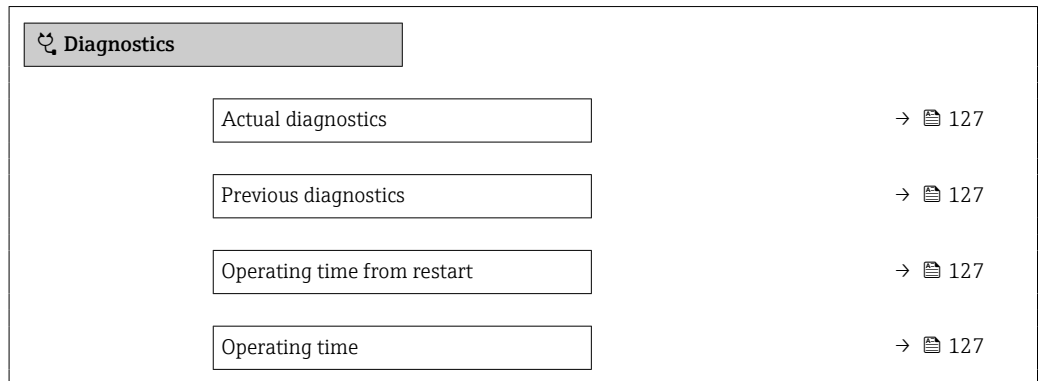 Diagnostics
Actual diagnostics → 127
Previous diagnostics → 127
Operating time from restart → 127
Operating time → 127